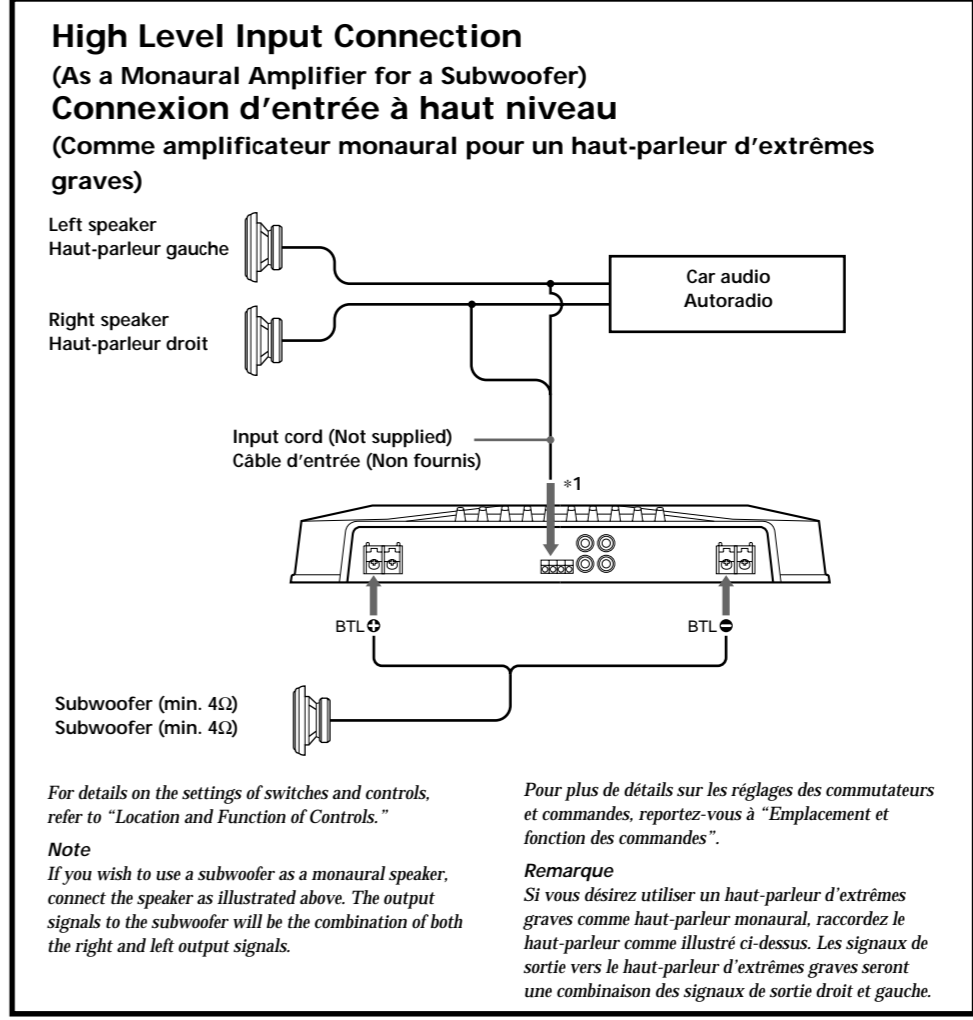 High Level Input Connection
(As a Monaural Amplifier for a Subwoofer)
Connexion d'entrée à haut niveau
(Comme amplificateur monaural pour un haut-parleur d'extrêmes
graves)
Left speaker
Haut-parleur gauche
Car audio
Autoradio
Right speaker
Haut-parleur droit
Input cord (Not supplied)
Câble d'entrée (Non fournis)
*1
BTL ⊕
BTL ⊖
Subwoofer (min. 4Ω)
Subwoofer (min. 4Ω)
For details on the settings of switches and controls,
refer to “Location and Function of Controls.”
Note
If you wish to use a subwoofer as a monaural speaker,
connect the speaker as illustrated above. The output
signals to the subwoofer will be the combination of both
the right and left output signals.
Pour plus de détails sur les réglages des commutateurs
et commandes, reportez-vous à “Emplacement et
fonction des commandes”.
Remarque
Si vous désirez utiliser un haut-parleur d'extrêmes
graves comme haut-parleur monaural, raccordez le
haut-parleur comme illustré ci-dessus. Les signaux de
sortie vers le haut-parleur d'extrêmes graves seront
une combinaison des signaux de sortie droit et gauche.